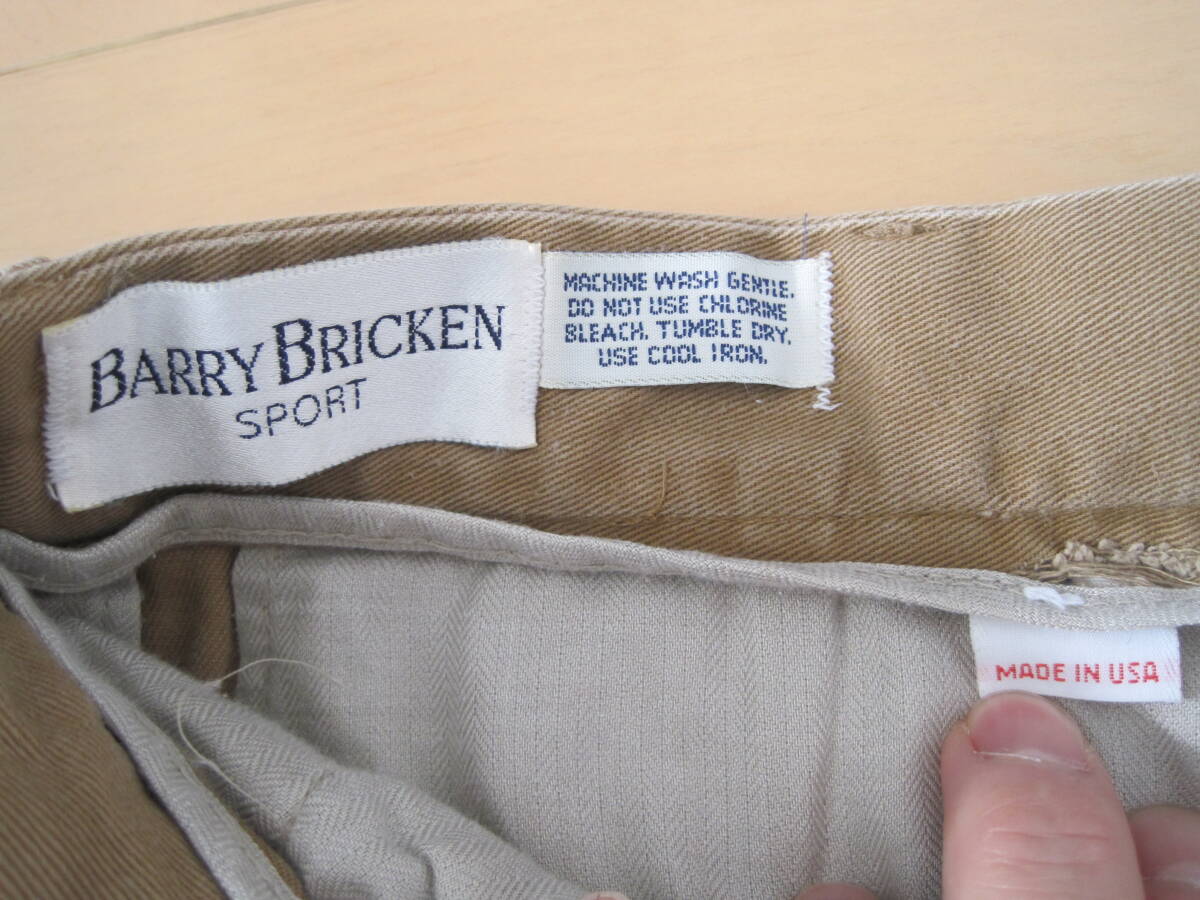 BARRY BRICKEN
SPORT
MACHINE WASH GENTLE.
DO NOT USE CHLORINE
BLEACH. TUMBLE DRY.
USE COOL IRON.
MADE IN USA